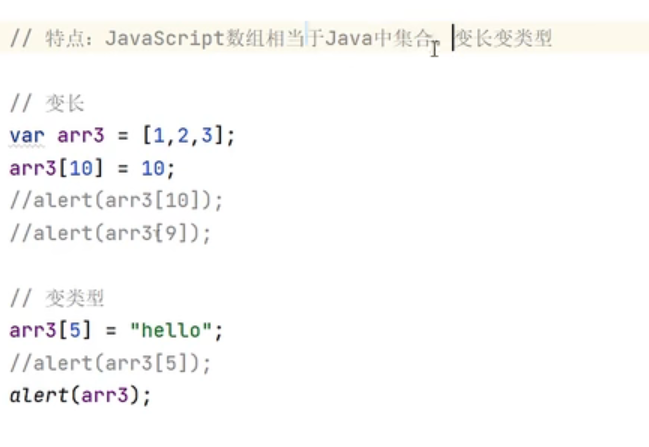 // 特点：JavaScript数组相当于Java中集合。变长变类型
// 变长
var arr3 = [1,2,3];
arr3[10] = 10;
//alert(arr3[10]);
//alert(arr3[9]);
// 变类型
arr3[5] = "hello";
//alert(arr3[5]);
alert(arr3);